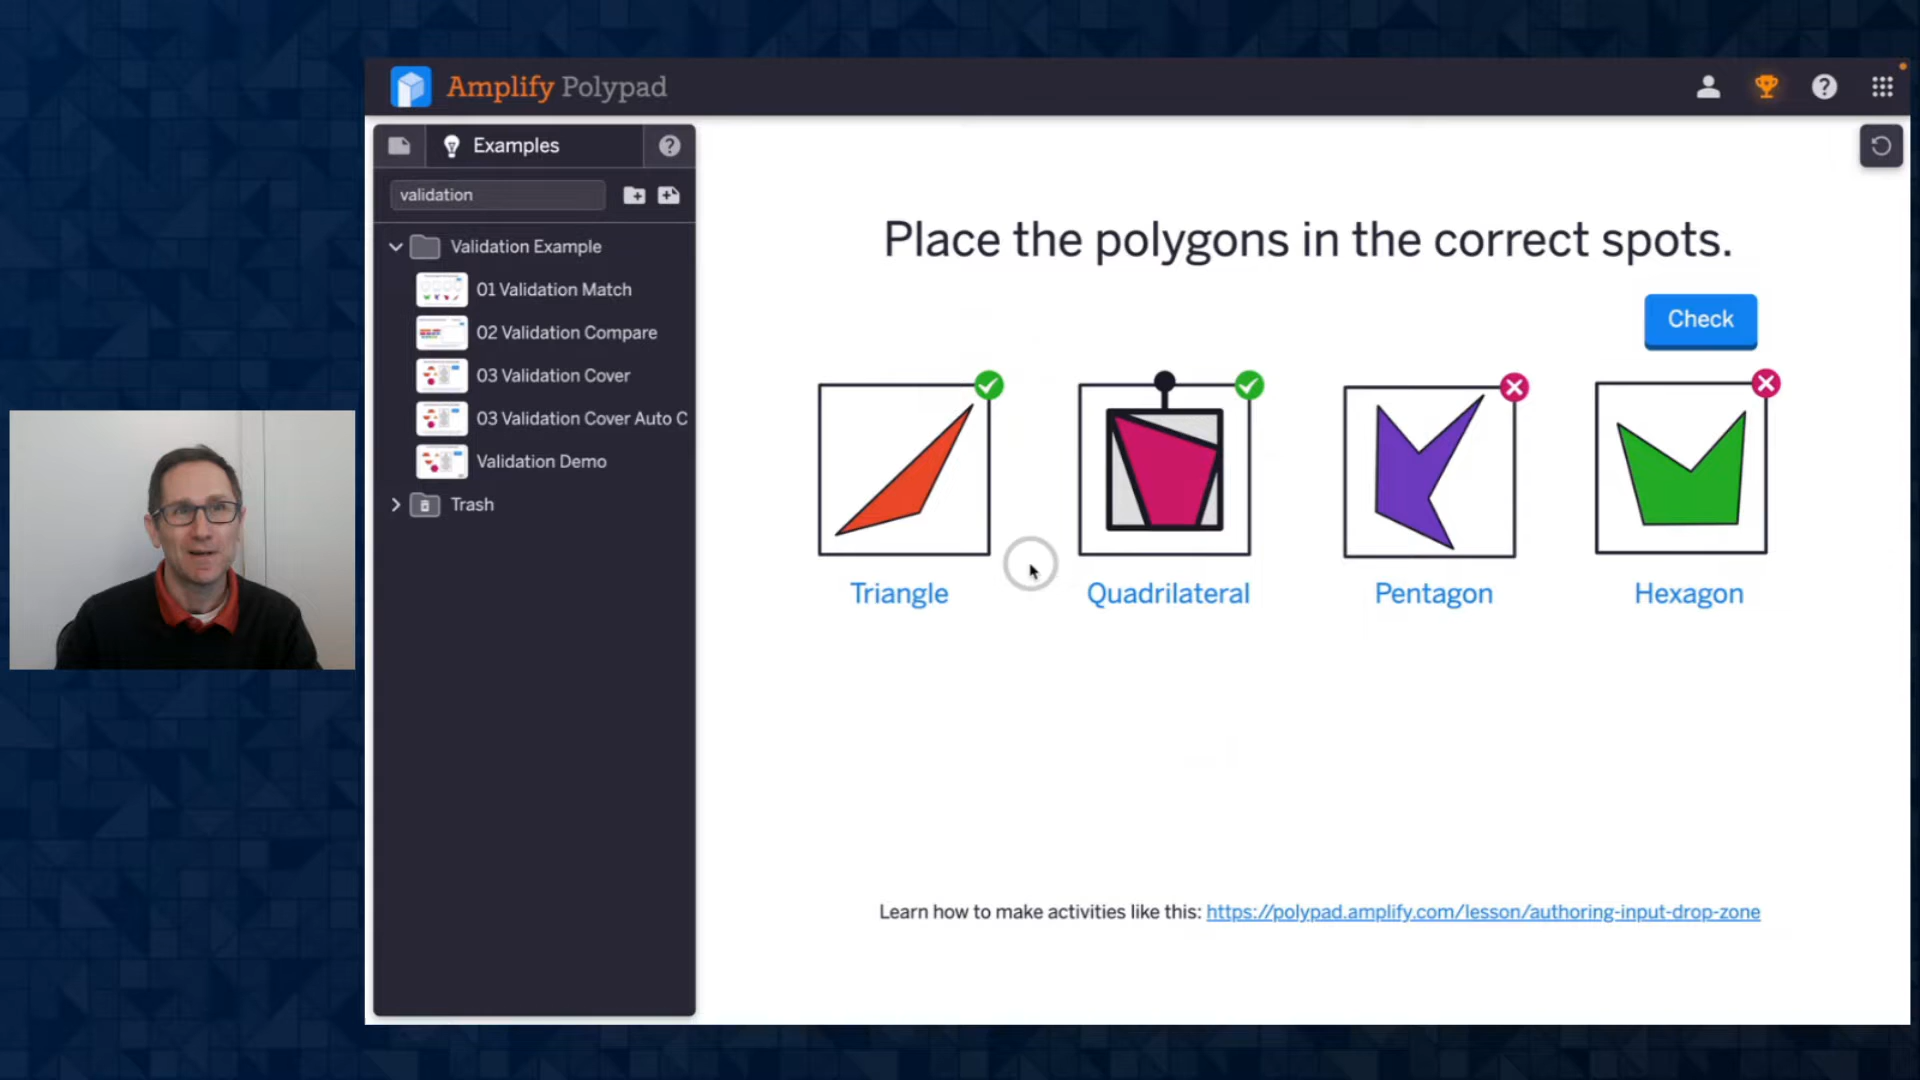 Amplify Polypad
Examples
validation
Validation Example
01 Validation Match
02 Validation Compare
03 Validation Cover
03 Validation Cover Auto C
Validation Demo
Trash
Place the polygons in the correct spots.
Check
Triangle
Quadrilateral
Pentagon
Hexagon
Learn how to make activities like this: https://polypad.amplify.com/lesson/authoring-input-drop-zone